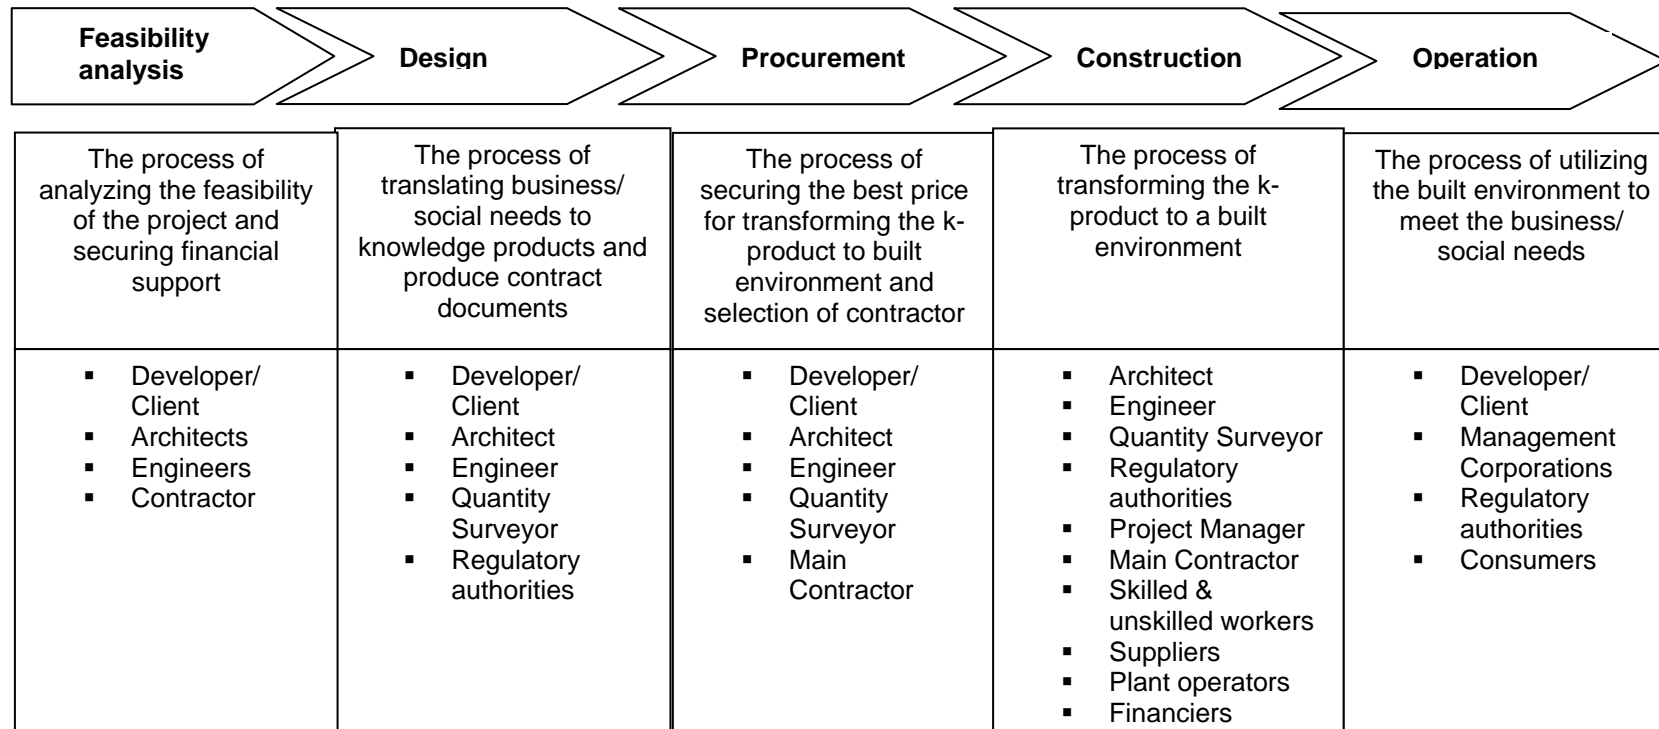 Feasibility
analysis
Design
Procurement
Construction
Operation
The process of
analyzing the feasibility
of the project and
securing financial
support
The process of
translating business/
social needs to
knowledge products and
produce contract
documents
The process of
securing the best price
for transforming the k-
product to built
environment and
selection of contractor
The process of
transforming the k-
product to a built
environment
The process of utilizing
the built environment to
meet the business/
social needs
▪ Developer/
Client
▪ Architects
▪ Engineers
▪ Contractor
▪ Developer/
Client
▪ Architect
▪ Engineer
▪ Quantity
Surveyor
▪ Regulatory
authorities
▪ Developer/
Client
▪ Architect
▪ Engineer
▪ Quantity
Surveyor
▪ Main
Contractor
▪ Architect
▪ Engineer
▪ Quantity Surveyor
▪ Regulatory
authorities
▪ Project Manager
▪ Main Contractor
▪ Skilled &
unskilled workers
▪ Suppliers
▪ Plant operators
▪ Financiers
▪ Developer/
Client
▪ Management
Corporations
▪ Regulatory
authorities
▪ Consumers